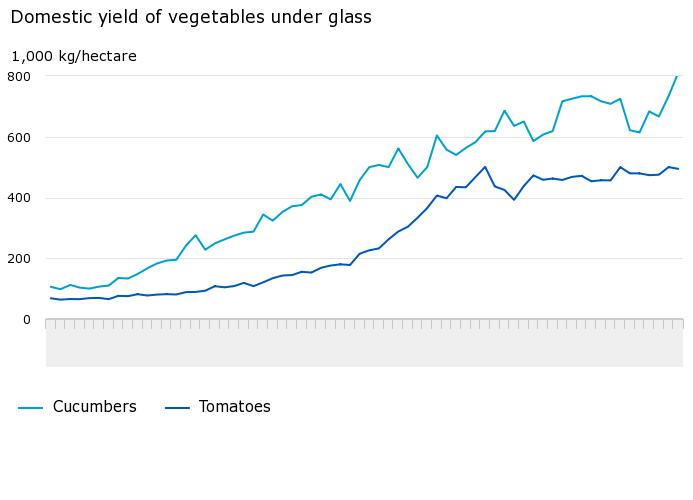 Domestic yield of vegetables under glass
1,000 kg/hectare
800
600
400
200
0
Cucumbers Tomatoes